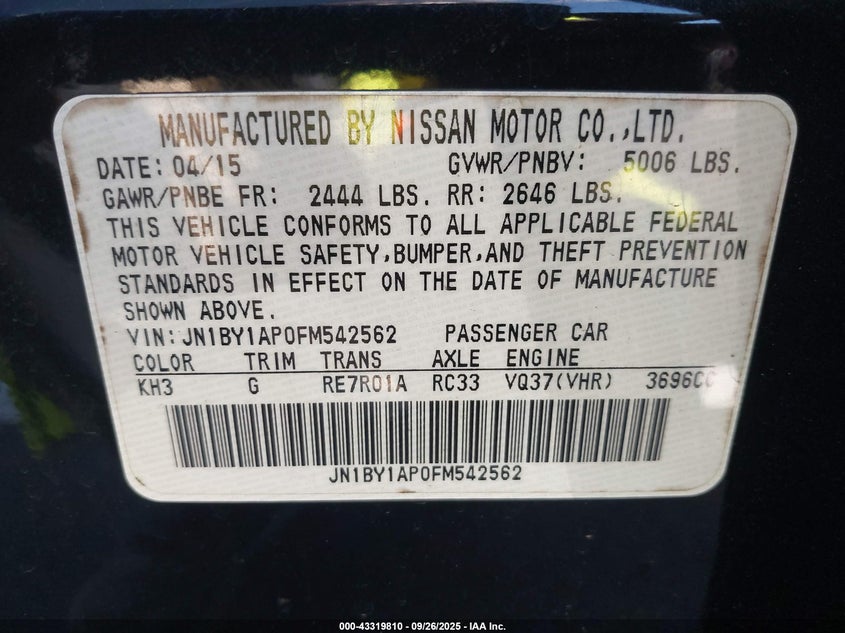 MANUFACTURED BY NISSAN MOTOR CO.,LTD.
DATE: 04/15 GVWR/PNBV: 5006 LBS.
GAWR/PNBE FR: 2444 LBS. RR: 2646 LBS.
THIS VEHICLE CONFORMS TO ALL APPLICABLE FEDERAL
MOTOR VEHICLE SAFETY,BUMPER,AND THEFT PREVENTION
STANDARDS IN EFFECT ON THE DATE OF MANUFACTURE
SHOWN ABOVE.
VIN:JN1BY1AP0FM542562 PASSENGER CAR
COLOR TRIM TRANS AXLE ENGINE
KH3 G RE7R01A RC33 VQ37(VHR) 3696CC
JN1BY1AP0FM542562
000-43319810 - 09/26/2025 - IAA Inc.